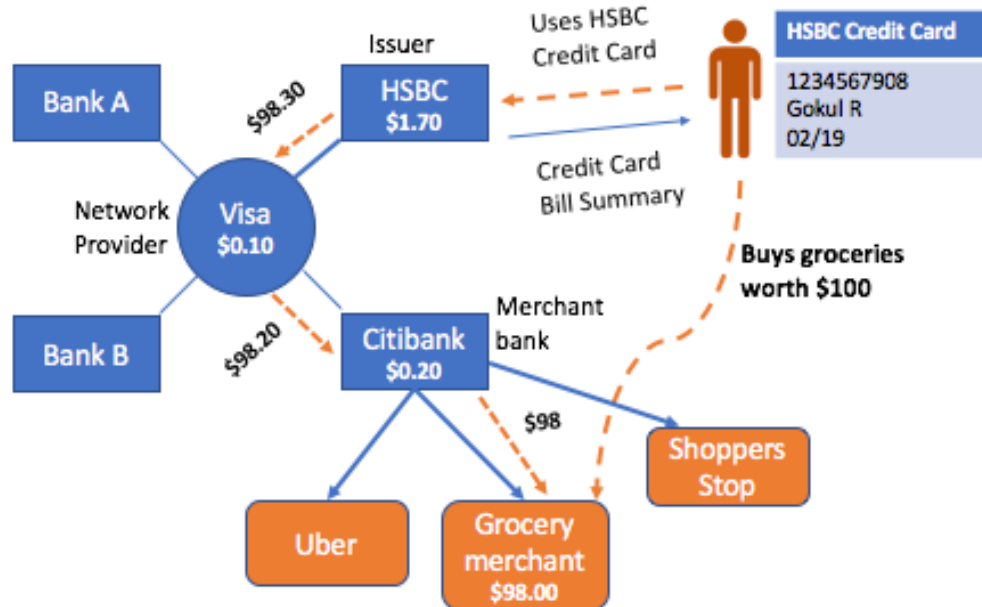 Issuer
Uses HSBC
Credit Card
HSBC Credit Card
1234567908
Gokul R
02/19
Bank A
HSBC
$1.70
$98.30
Credit Card
Bill Summary
Network
Provider
Visa
$0.10
Buys groceries
worth $100
Bank B
$98.20
Citibank
$0.20
Merchant
bank
$98
Shoppers
Stop
Uber
Grocery
merchant
$98.00